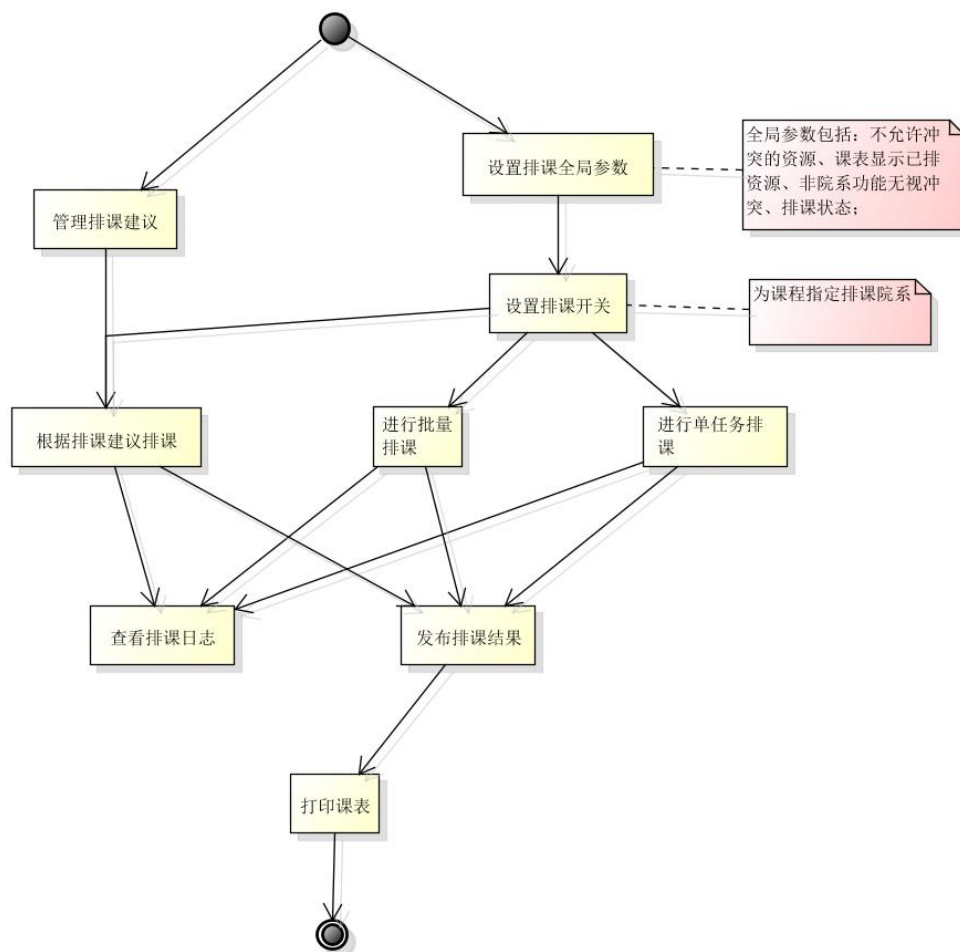 设置排课全局参数
全局参数包括：不允许冲
突的资源、课表显示已排
资源、非院系功能无视冲
突、排课状态；
管理排课建议
设置排课开关
为课程指定排课院系
根据排课建议排课
进行批量
排课
进行单任务排
课
查看排课日志
发布排课结果
打印课表